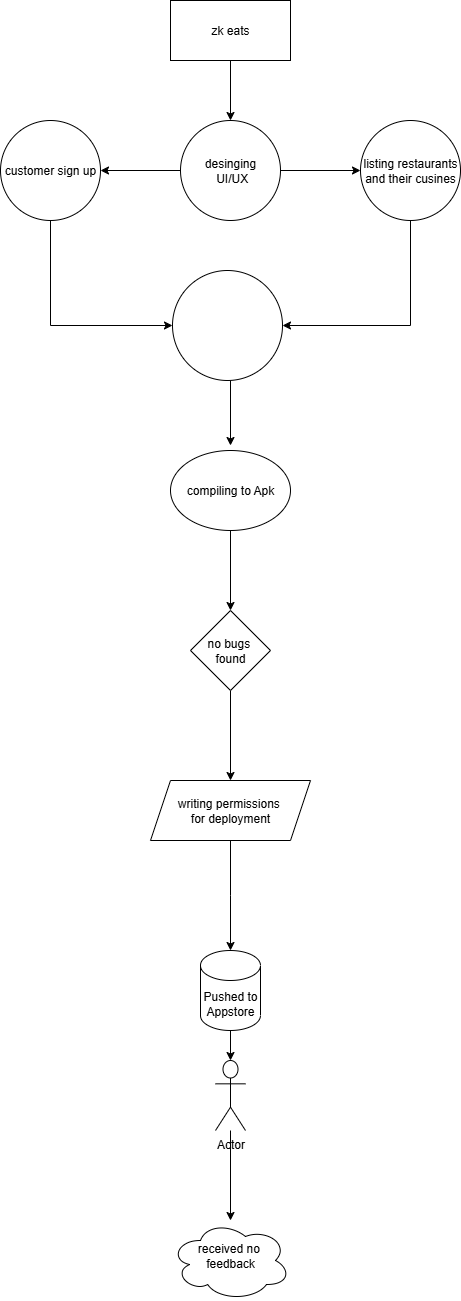 zk eats
customer sign up
desinging
UI/UX
listing restaurants
and their cusines
compiling to Apk
no bugs
found
writing permissions
for deployment
Pushed to
Appstore
Actor
received no
feedback